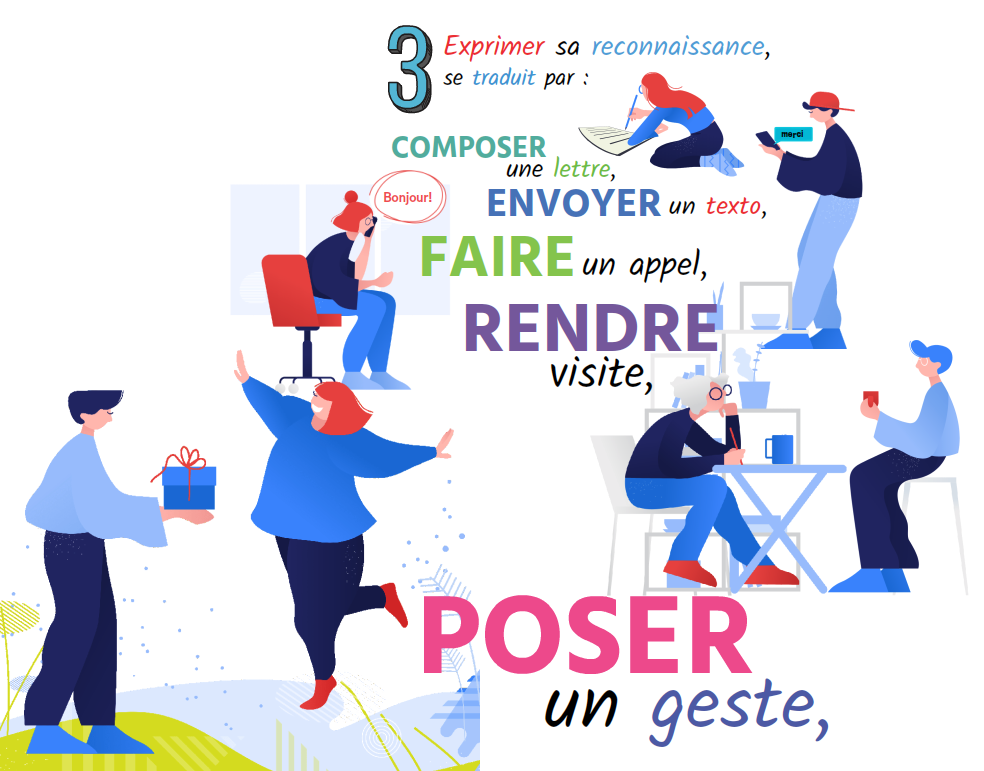 3 Exprimer sa reconnaissance,
se traduit par :
merci
COMPOSER
une lettre,
Bonjour!
ENVOYER un texto,
FAIRE un appel,
RENDRE
visite,
POSER
un geste,